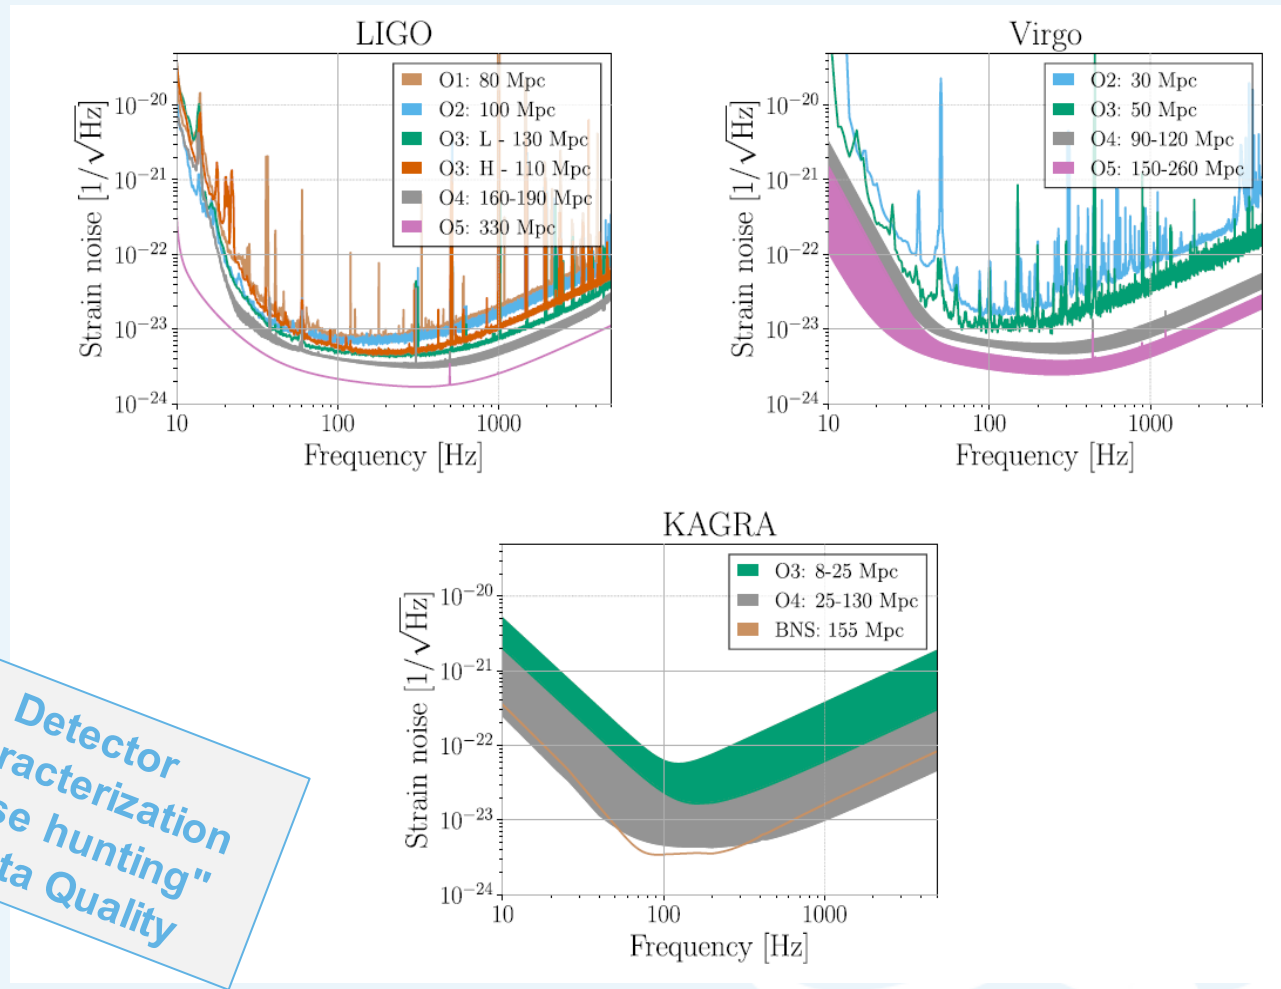 LIGO
Strain noise [1/√Hz]
10⁻²⁰
10⁻²¹
10⁻²²
10⁻²³
10⁻²⁴
O1: 80 Mpc
O2: 100 Mpc
O3: L - 130 Mpc
O3: H - 110 Mpc
O4: 160-190 Mpc
O5: 330 Mpc
10 100 1000
Frequency [Hz]
Virgo
Strain noise [1/√Hz]
10⁻²⁰
10⁻²¹
10⁻²²
10⁻²³
10⁻²⁴
O2: 30 Mpc
O3: 50 Mpc
O4: 90-120 Mpc
O5: 150-260 Mpc
10 100 1000
Frequency [Hz]
KAGRA
Strain noise [1/√Hz]
10⁻²⁰
10⁻²¹
10⁻²²
10⁻²³
10⁻²⁴
O3: 8-25 Mpc
O4: 25-130 Mpc
BNS: 155 Mpc
10 100 1000
Frequency [Hz]
Detector
racterization
se hunting"
ta Quality